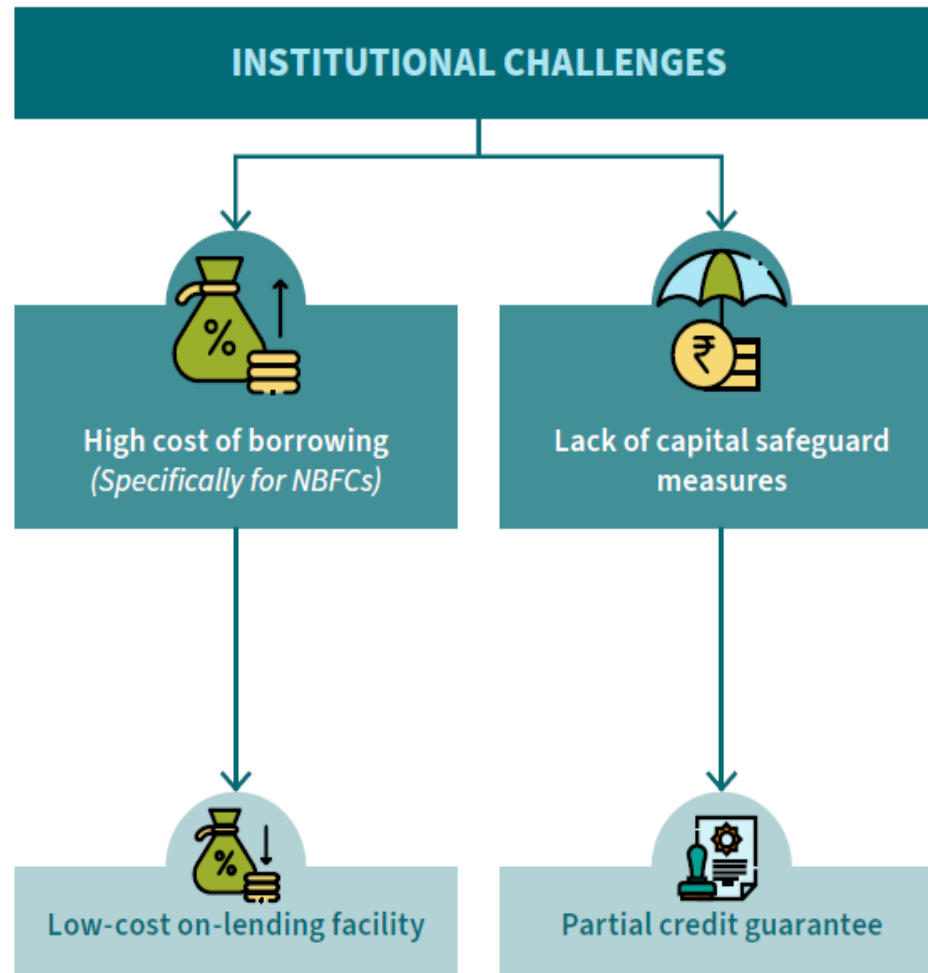 INSTITUTIONAL CHALLENGES
%
₹
High cost of borrowing
(Specifically for NBFCs)
Lack of capital safeguard
measures
%
Low-cost on-lending facility
Partial credit guarantee